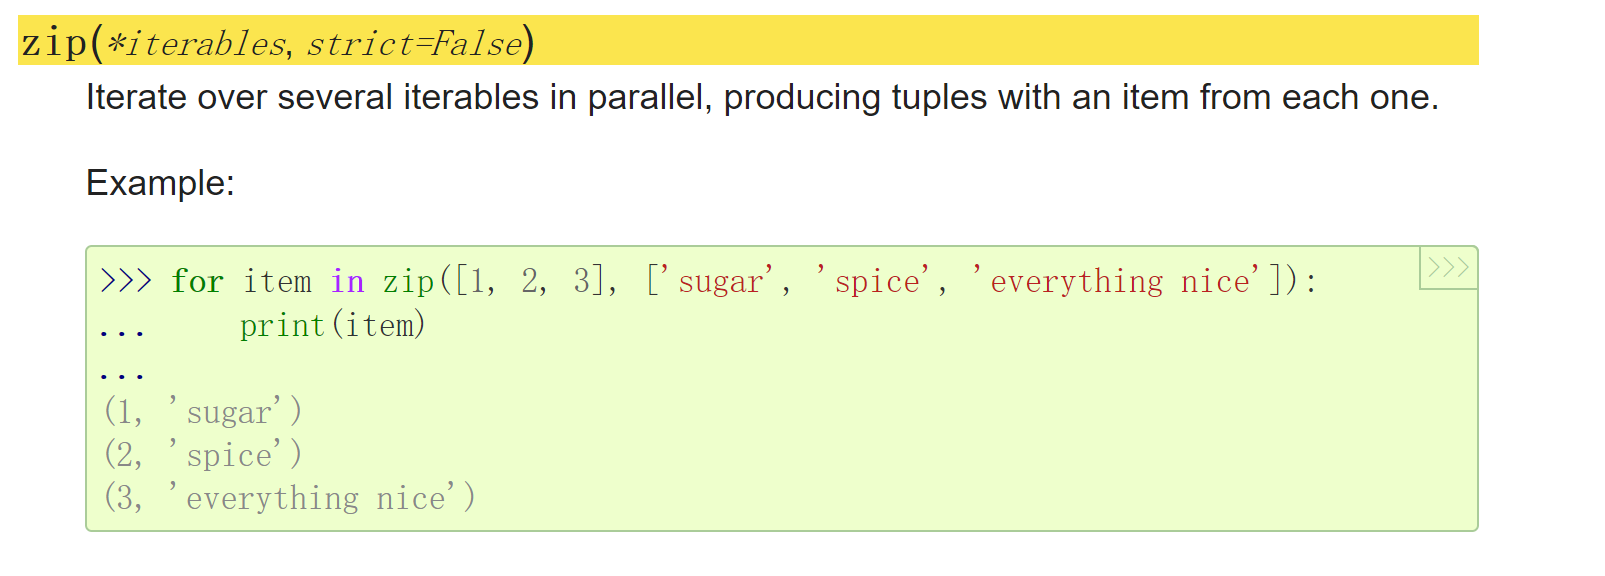 zip(*iterables, strict=False)
Iterate over several iterables in parallel, producing tuples with an item from each one.
Example:
>>> for item in zip([1, 2, 3], ['sugar', 'spice', 'everything nice']):
>>>
...     print(item)
...
(1, 'sugar')
(2, 'spice')
(3, 'everything nice')